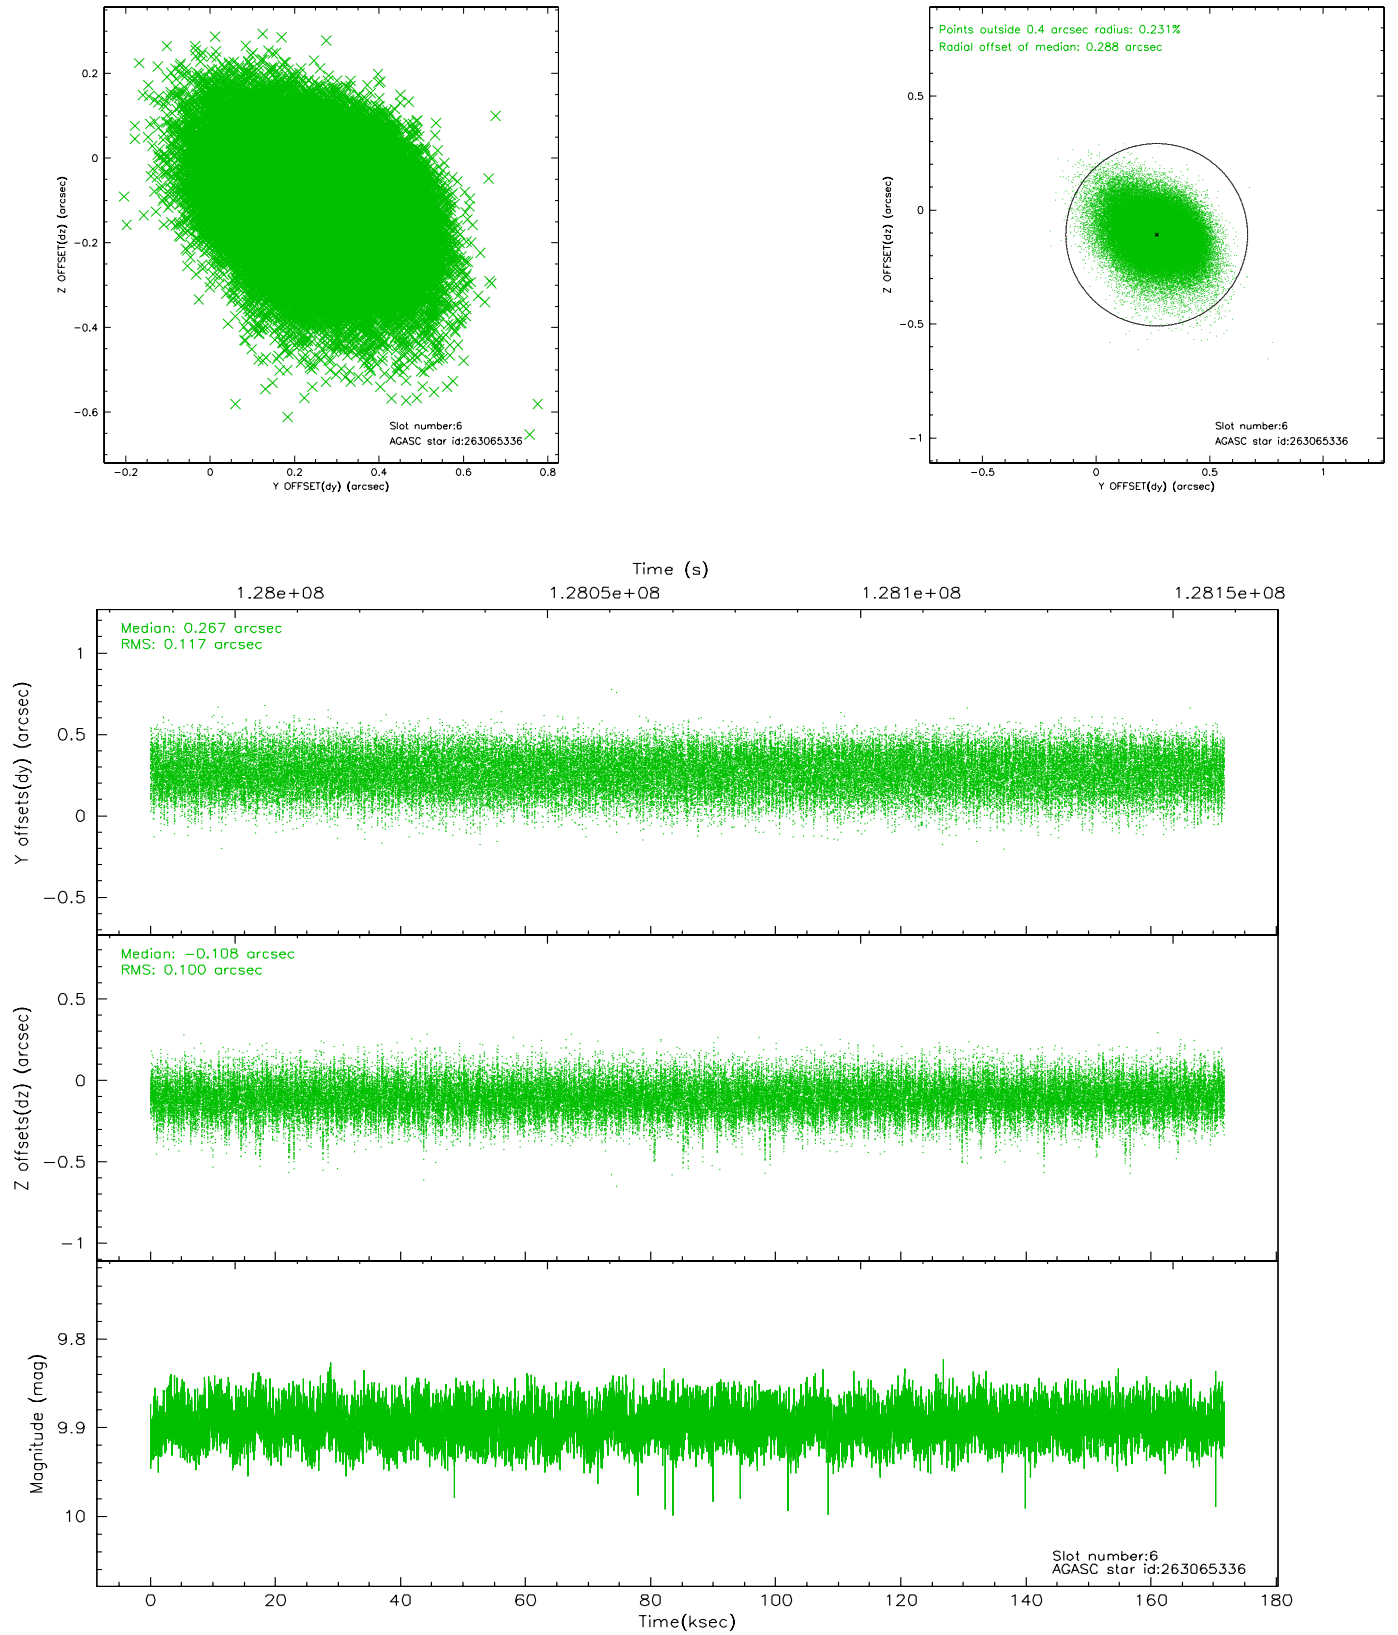 0.2
0
-0.2
-0.4
-0.6
Z OFFSET(dz) (arcsec)
Slot number:6
AGASC star id:263065336
-0.2 0 0.2 0.4 0.6 0.8
Y OFFSET(dy) (arcsec)
Points outside 0.4 arcsec radius: 0.231%
Radial offset of median: 0.288 arcsec
0.5
0
-0.5
-1
Z OFFSET(dz) (arcsec)
Slot number:6
AGASC star id:263065336
-0.5 0 0.5 1
Y OFFSET(dy) (arcsec)
Time (s)
1.28e+08 1.2805e+08 1.281e+08 1.2815e+08
Median: 0.267 arcsec
RMS: 0.117 arcsec
1
0.5
0
-0.5
Y offsets(dy) (arcsec)
Median: -0.108 arcsec
RMS: 0.100 arcsec
0.5
0
-0.5
-1
Z offsets(dz) (arcsec)
9.8
9.9
10
Magnitude (mag)
Slot number:6
AGASC star id:263065336
0 20 40 60 80 100 120 140 160 180
Time(ksec)